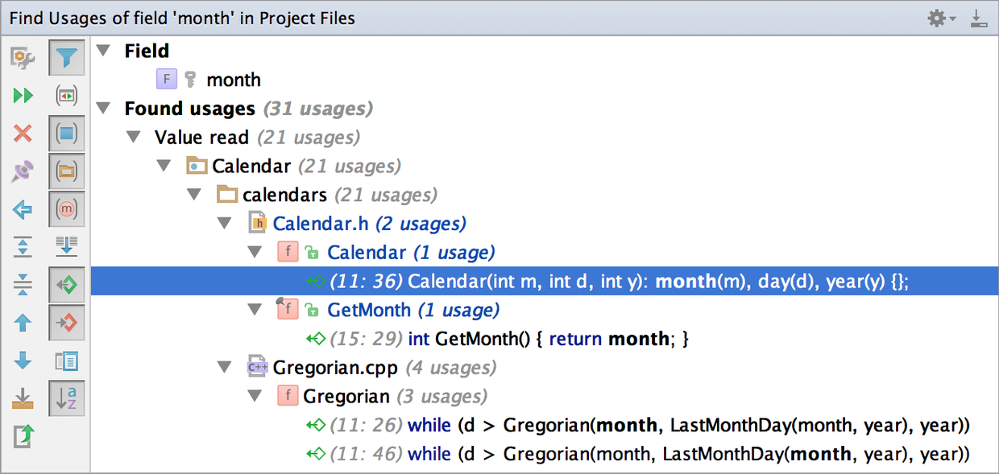 Find Usages of field 'month' in Project Files
Field
F month
Found usages (31 usages)
Value read (21 usages)
Calendar (21 usages)
calendars (21 usages)
h Calendar.h (2 usages)
m f Calendar (1 usage)
(11: 36) Calendar(int m, int d, int y): month(m), day(d), year(y) {};
f GetMonth (1 usage)
(15: 29) int GetMonth() { return month; }
C++ Gregorian.cpp (4 usages)
a z f Gregorian (3 usages)
(11: 26) while (d > Gregorian(month, LastMonthDay(month, year), year))
(11: 46) while (d > Gregorian(month, LastMonthDay(month, year), year))